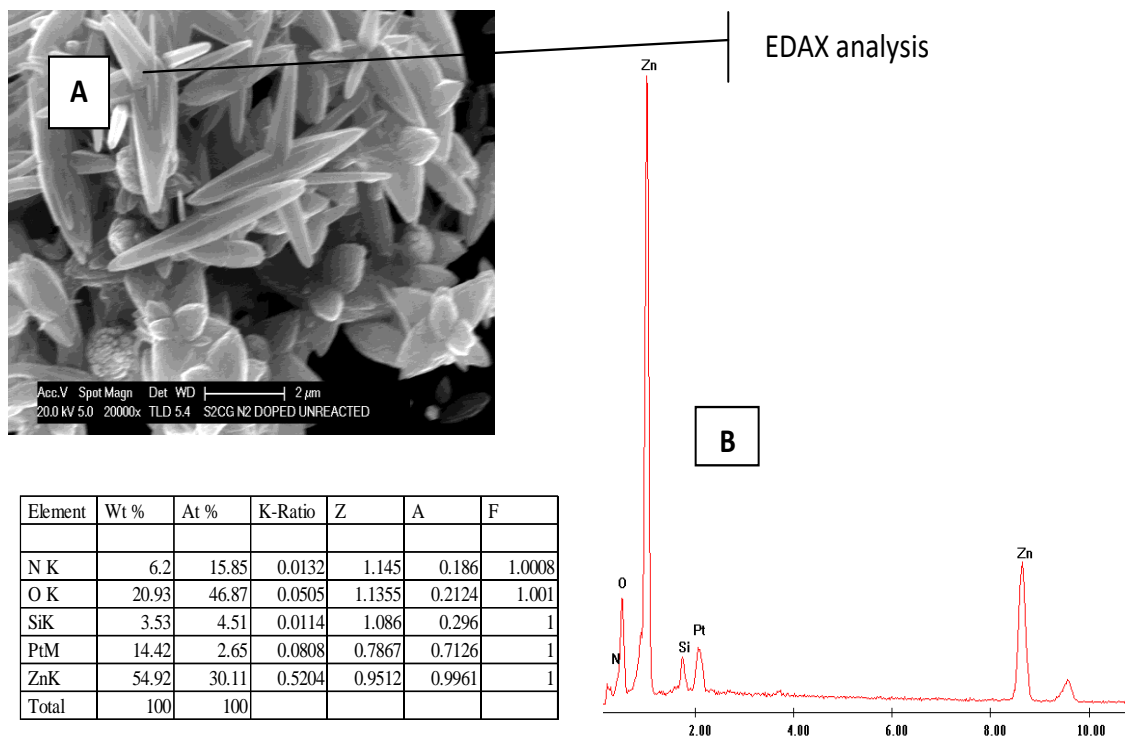 A
EDAX analysis
Acc.V Spot Magn Det WD 2 µm
20.0 kV 5.0 20000x TLD 5.4 S2CG N2 DOPED UNREACTED
Element Wt % At % K-Ratio Z A F
N K 6.2 15.85 0.0132 1.145 0.186 1.0008
O K 20.93 46.87 0.0505 1.1355 0.2124 1.001
SiK 3.53 4.51 0.0114 1.086 0.296 1
PtM 14.42 2.65 0.0808 0.7867 0.7126 1
ZnK 54.92 30.11 0.5204 0.9512 0.9961 1
Total 100 100
Zn
B
Zn
O
N
Si
Pt
2.00 4.00 6.00 8.00 10.00